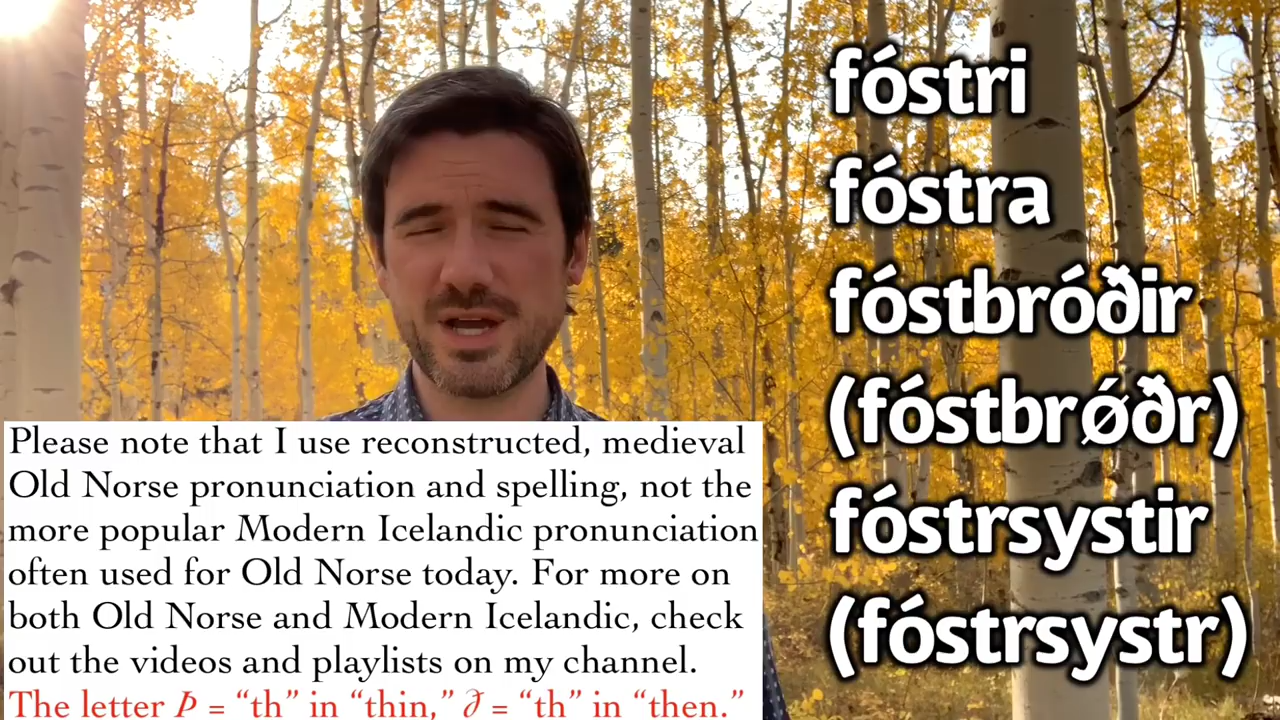 fóstri
fóstra
fóstbróðir
(fóstbrǿðr)
fóstrsystir
(fóstrsystr)
Please note that I use reconstructed, medieval
Old Norse pronunciation and spelling, not the
more popular Modern Icelandic pronunciation
often used for Old Norse today. For more on
both Old Norse and Modern Icelandic, check
out the videos and playlists on my channel.
The letter Þ = “th” in “thin,” ð = “th” in “then.”